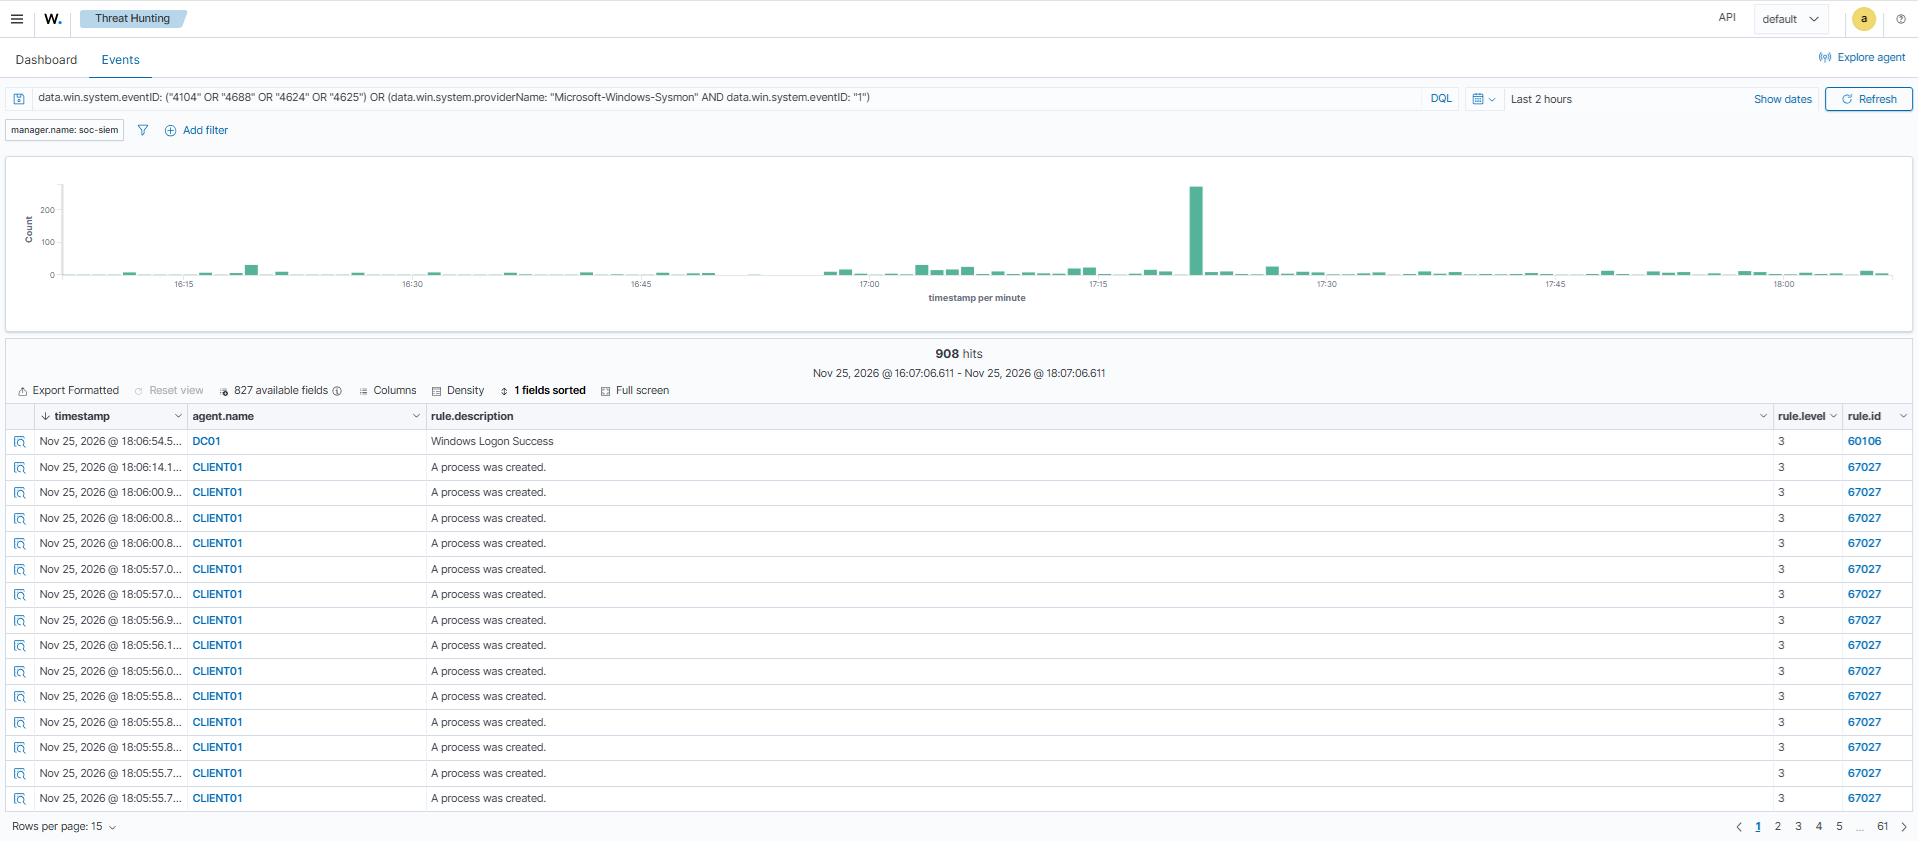 W. Threat Hunting API default a
Dashboard Events Explore agent
data.win.system.eventID: ("4104" OR "4688" OR "4624" OR "4625") OR (data.win.system.providerName: "Microsoft-Windows-Sysmon" AND data.win.system.eventID: "1") DQL Last 2 hours Show dates Refresh
manager.name: soc-siem Add filter
Count
200
100
0
16:15 16:30 16:45 17:00 17:15 17:30 17:45 18:00
timestamp per minute
908 hits
Nov 25, 2026 @ 16:07:06.611 - Nov 25, 2026 @ 18:07:06.611
Export Formatted Reset view 827 available fields Columns Density 1 fields sorted Full screen
timestamp agent.name rule.description rule.level rule.id
Nov 25, 2026 @ 18:06:54.5... DC01 Windows Logon Success 3 60106
Nov 25, 2026 @ 18:06:14.1... CLIENT01 A process was created. 3 67027
Nov 25, 2026 @ 18:06:00.9... CLIENT01 A process was created. 3 67027
Nov 25, 2026 @ 18:06:00.8... CLIENT01 A process was created. 3 67027
Nov 25, 2026 @ 18:06:00.8... CLIENT01 A process was created. 3 67027
Nov 25, 2026 @ 18:05:57.0... CLIENT01 A process was created. 3 67027
Nov 25, 2026 @ 18:05:57.0... CLIENT01 A process was created. 3 67027
Nov 25, 2026 @ 18:05:56.9... CLIENT01 A process was created. 3 67027
Nov 25, 2026 @ 18:05:56.1... CLIENT01 A process was created. 3 67027
Nov 25, 2026 @ 18:05:56.0... CLIENT01 A process was created. 3 67027
Nov 25, 2026 @ 18:05:55.8... CLIENT01 A process was created. 3 67027
Nov 25, 2026 @ 18:05:55.8... CLIENT01 A process was created. 3 67027
Nov 25, 2026 @ 18:05:55.8... CLIENT01 A process was created. 3 67027
Nov 25, 2026 @ 18:05:55.7... CLIENT01 A process was created. 3 67027
Nov 25, 2026 @ 18:05:55.7... CLIENT01 A process was created. 3 67027
Rows per page: 15 1 2 3 4 5 ... 61